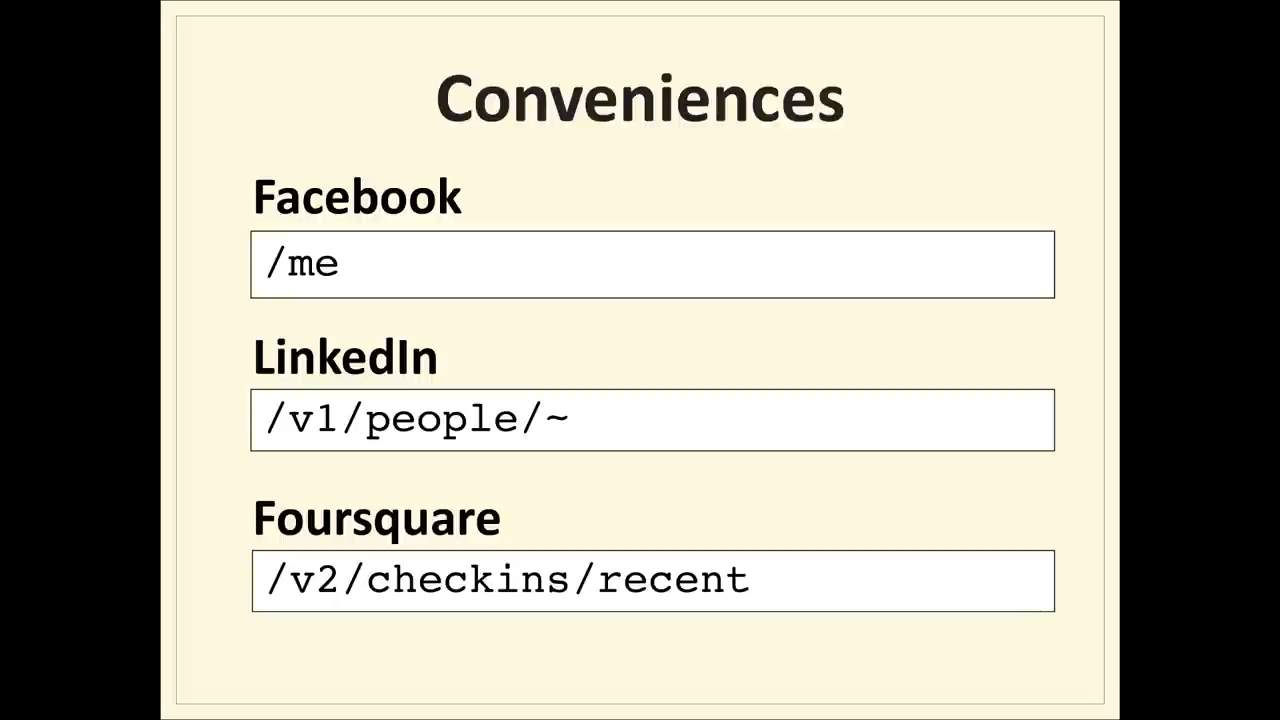 Conveniences
Facebook
/me
LinkedIn
/v1/people/~
Foursquare
/v2/checkins/recent